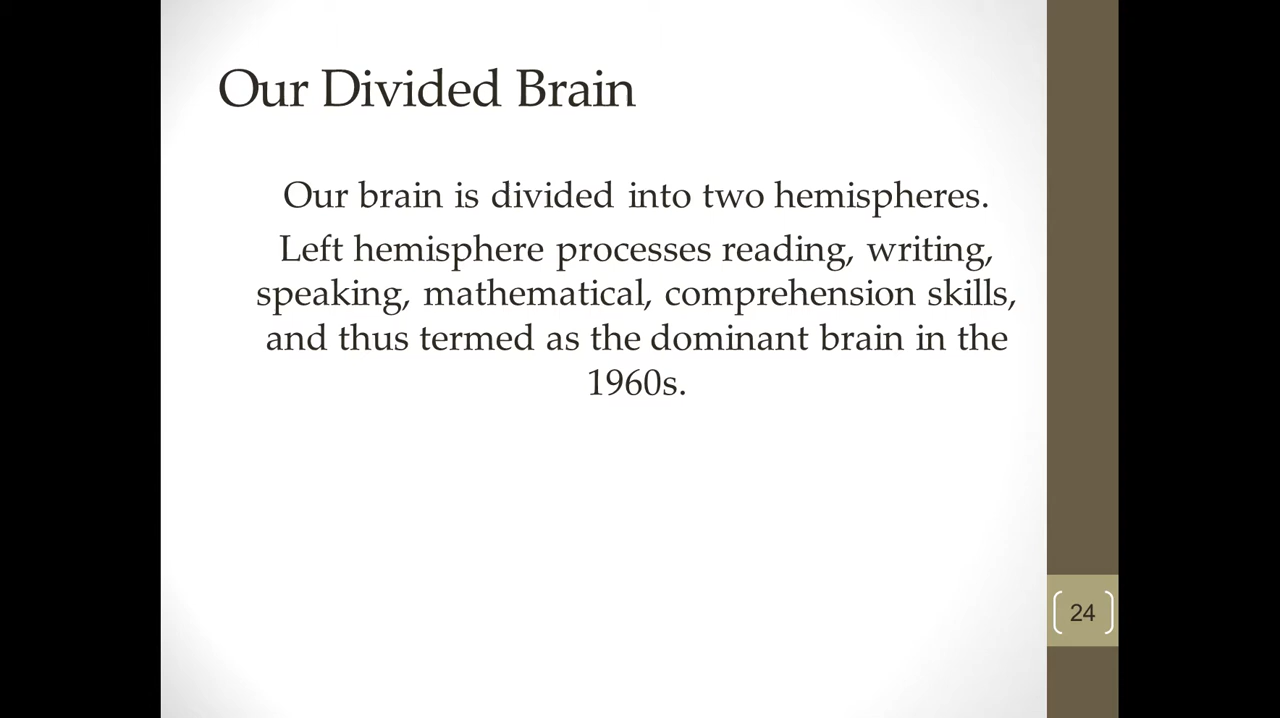 Our Divided Brain
Our brain is divided into two hemispheres.
Left hemisphere processes reading, writing,
speaking, mathematical, comprehension skills,
and thus termed as the dominant brain in the
1960s.
24